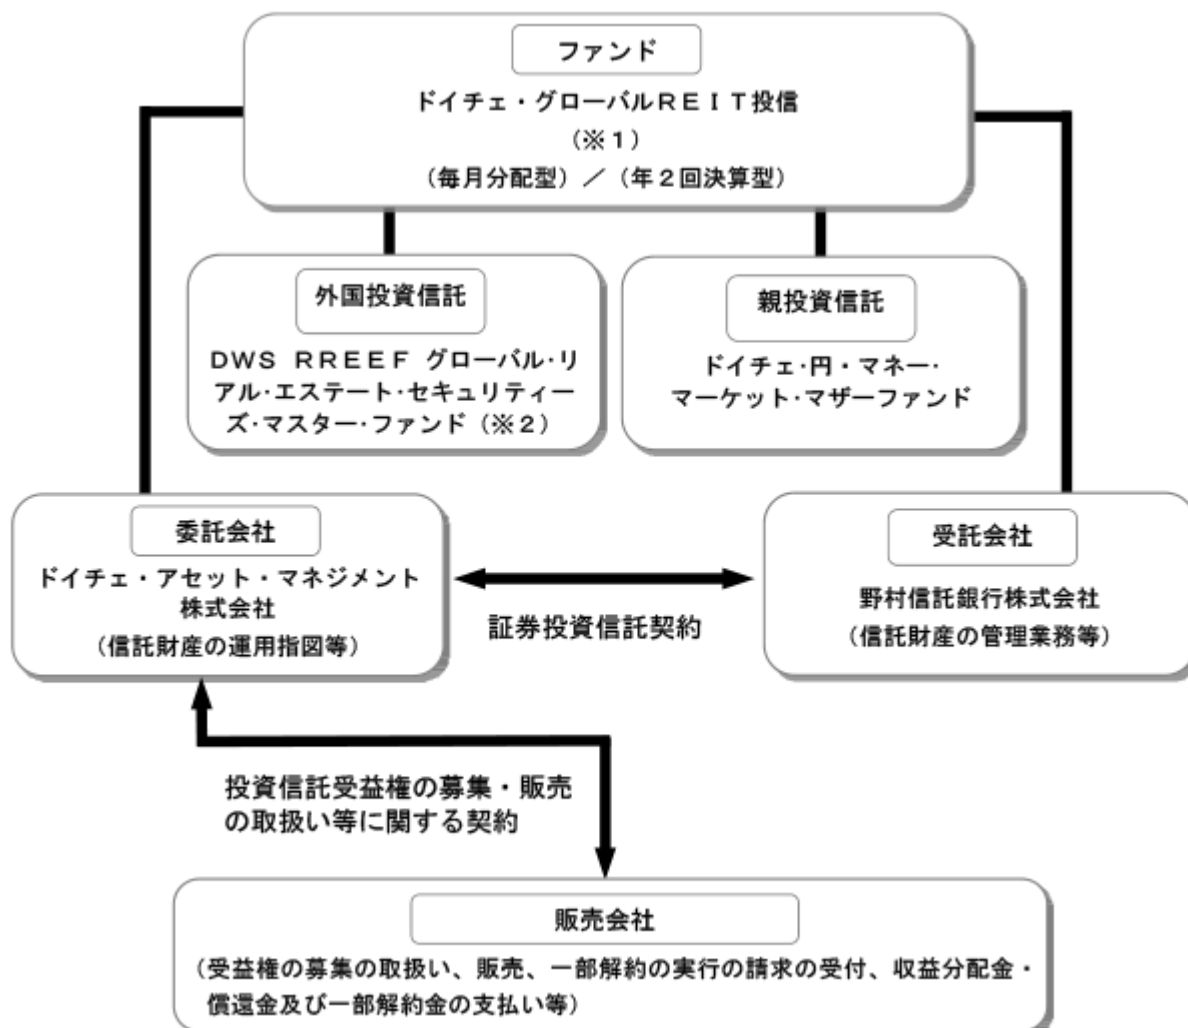 ファンド
ドイチェ・グローバルREIT投信
(※1)
(毎月分配型)/(年2回決算型)
外国投資信託
DWS RREEF グローバル・リ
アル・エステート・セキュリティー
ズ・マスター・ファンド(※2)
親投資信託
ドイチェ・円・マネー・
マーケット・マザーファンド
委託会社
ドイチェ・アセット・マネジメント
株式会社
(信託財産の運用指図等)
証券投資信託契約
受託会社
野村信託銀行株式会社
(信託財産の管理業務等)
投資信託受益権の募集・販売
の取扱い等に関する契約
販売会社
(受益権の募集の取扱い、販売、一部解約の実行の請求の受付、収益分配金・
償還金及び一部解約金の支払い等)